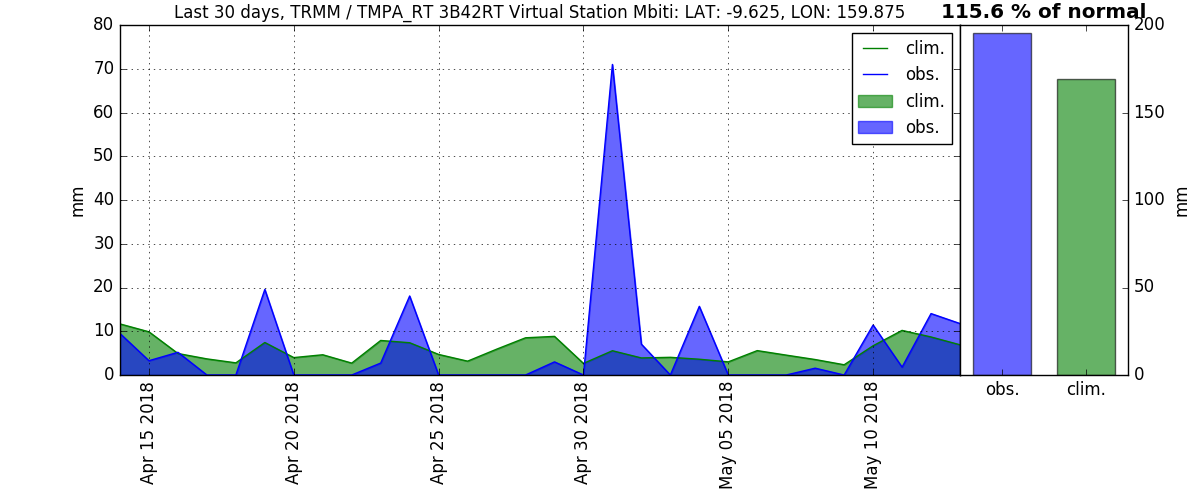 Last 30 days, TRMM / TMPA_RT 3B42RT Virtual Station Mbiti: LAT: -9.625, LON: 159.875
115.6 % of normal
80
70
60
50
40
30
20
10
0
mm
clim.
obs.
clim.
obs.
200
150
100
50
0
mm
Apr 15 2018
Apr 20 2018
Apr 25 2018
Apr 30 2018
May 05 2018
May 10 2018
obs.
clim.